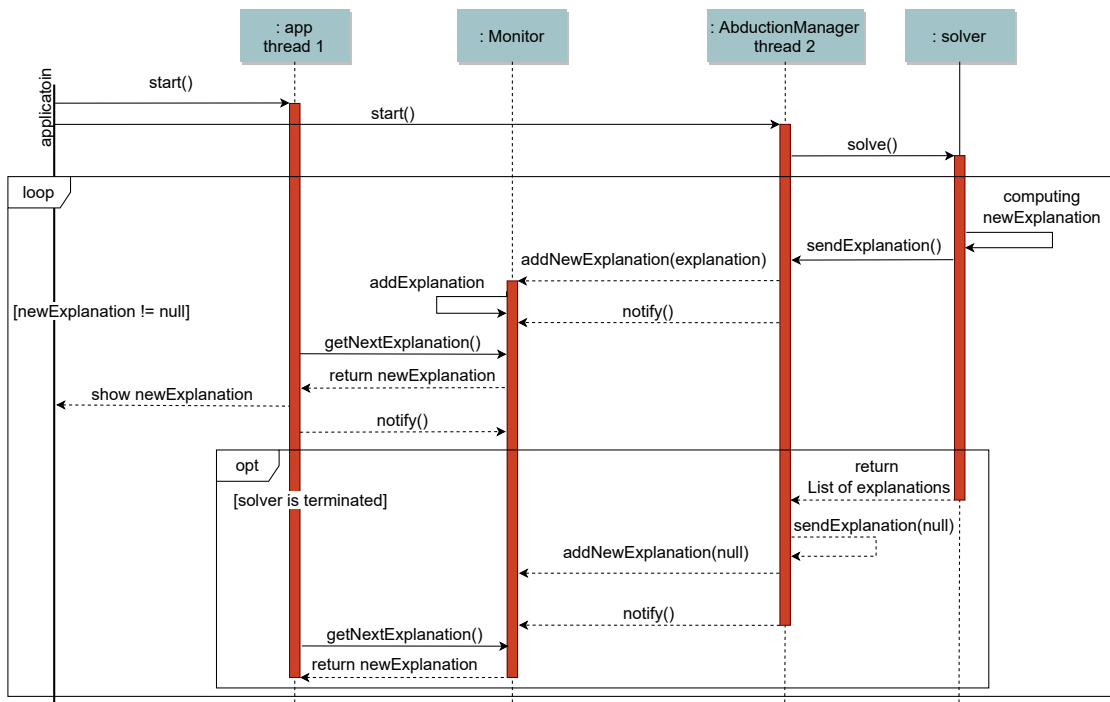 : app
thread 1
: Monitor
: AbductionManager
thread 2
: solver
applicatoin
start()
start()
solve()
loop
computing
newExplanation
sendExplanation()
addNewExplanation(explanation)
addExplanation
[newExplanation != null]
notify()
getNextExplanation()
return newExplanation
show newExplanation
notify()
opt
return
List of explanations
[solver is terminated]
sendExplanation(null)
addNewExplanation(null)
notify()
getNextExplanation()
return newExplanation